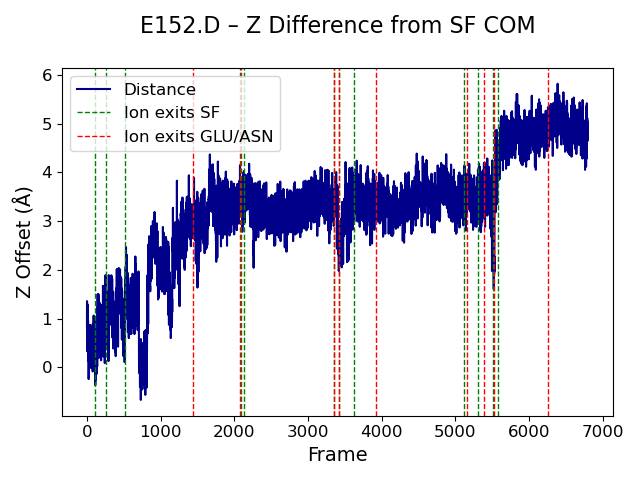 E152.D – Z Difference from SF COM
Distance
Ion exits SF
Ion exits GLU/ASN
6
5
4
3
2
1
0
Z Offset (Å)
0 1000 2000 3000 4000 5000 6000 7000
Frame